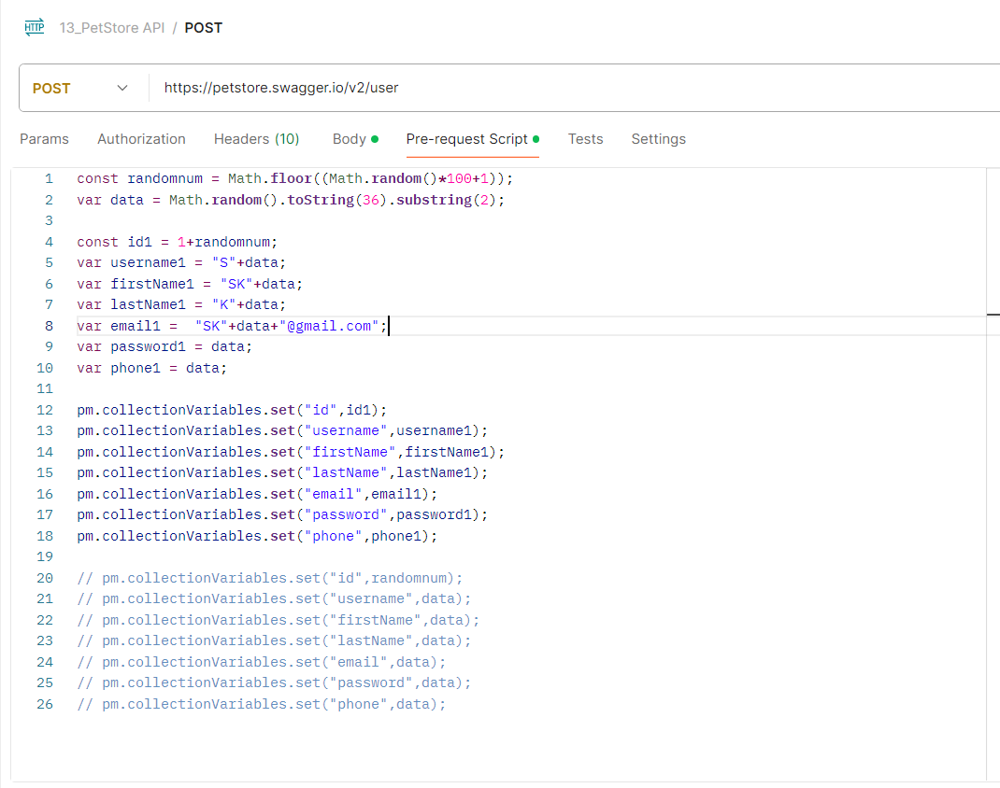 HTTP 13_PetStore API / POST
POST https://petstore.swagger.io/v2/user
Params Authorization Headers (10) Body Pre-request Script Tests Settings
1 const randomnum = Math.floor((Math.random()*100+1));
2 var data = Math.random().toString(36).substring(2);
3
4 const id1 = 1+randomnum;
5 var username1 = "S"+data;
6 var firstName1 = "SK"+data;
7 var lastName1 = "K"+data;
8 var email1 =  "SK"+data+"@gmail.com";
9 var password1 = data;
10 var phone1 = data;
11
12 pm.collectionVariables.set("id",id1);
13 pm.collectionVariables.set("username",username1);
14 pm.collectionVariables.set("firstName",firstName1);
15 pm.collectionVariables.set("lastName",lastName1);
16 pm.collectionVariables.set("email",email1);
17 pm.collectionVariables.set("password",password1);
18 pm.collectionVariables.set("phone",phone1);
19
20 // pm.collectionVariables.set("id",randomnum);
21 // pm.collectionVariables.set("username",data);
22 // pm.collectionVariables.set("firstName",data);
23 // pm.collectionVariables.set("lastName",data);
24 // pm.collectionVariables.set("email",data);
25 // pm.collectionVariables.set("password",data);
26 // pm.collectionVariables.set("phone",data);